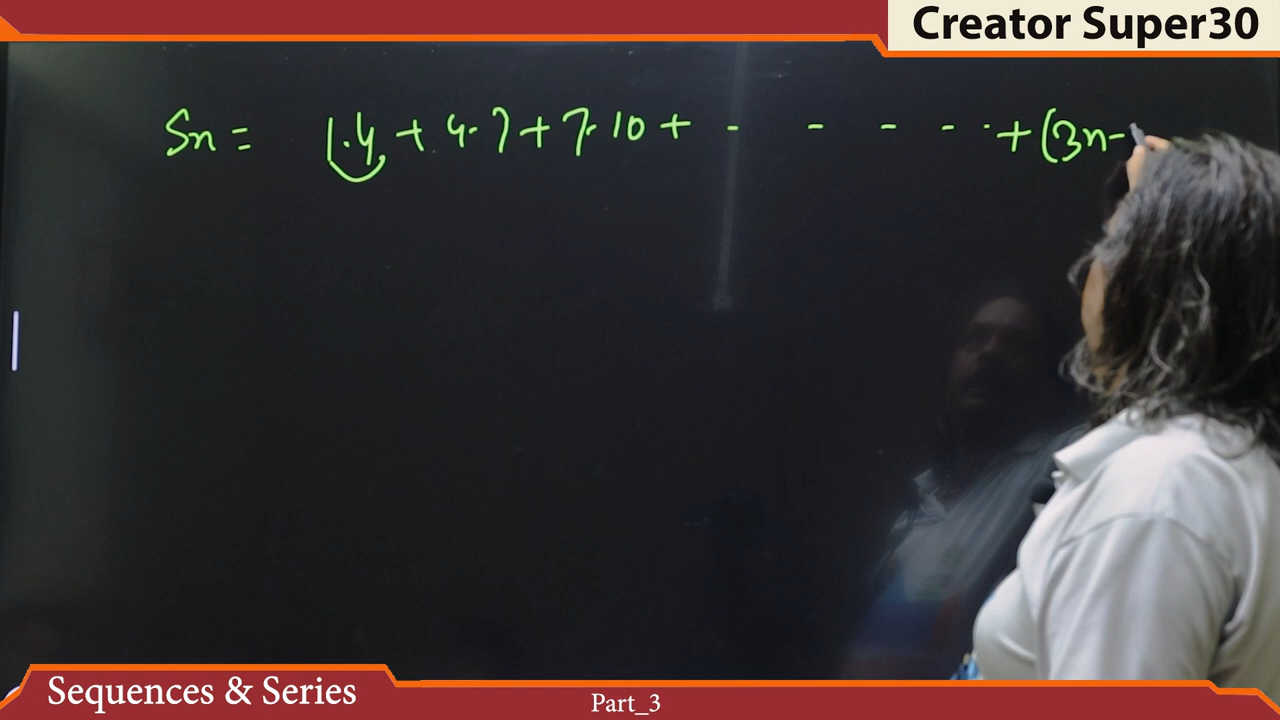 Creator Super30
Sn = 1.4 + 4.7 + 7.10 + - - - - - + (3n-
Sequences & Series
Part_3